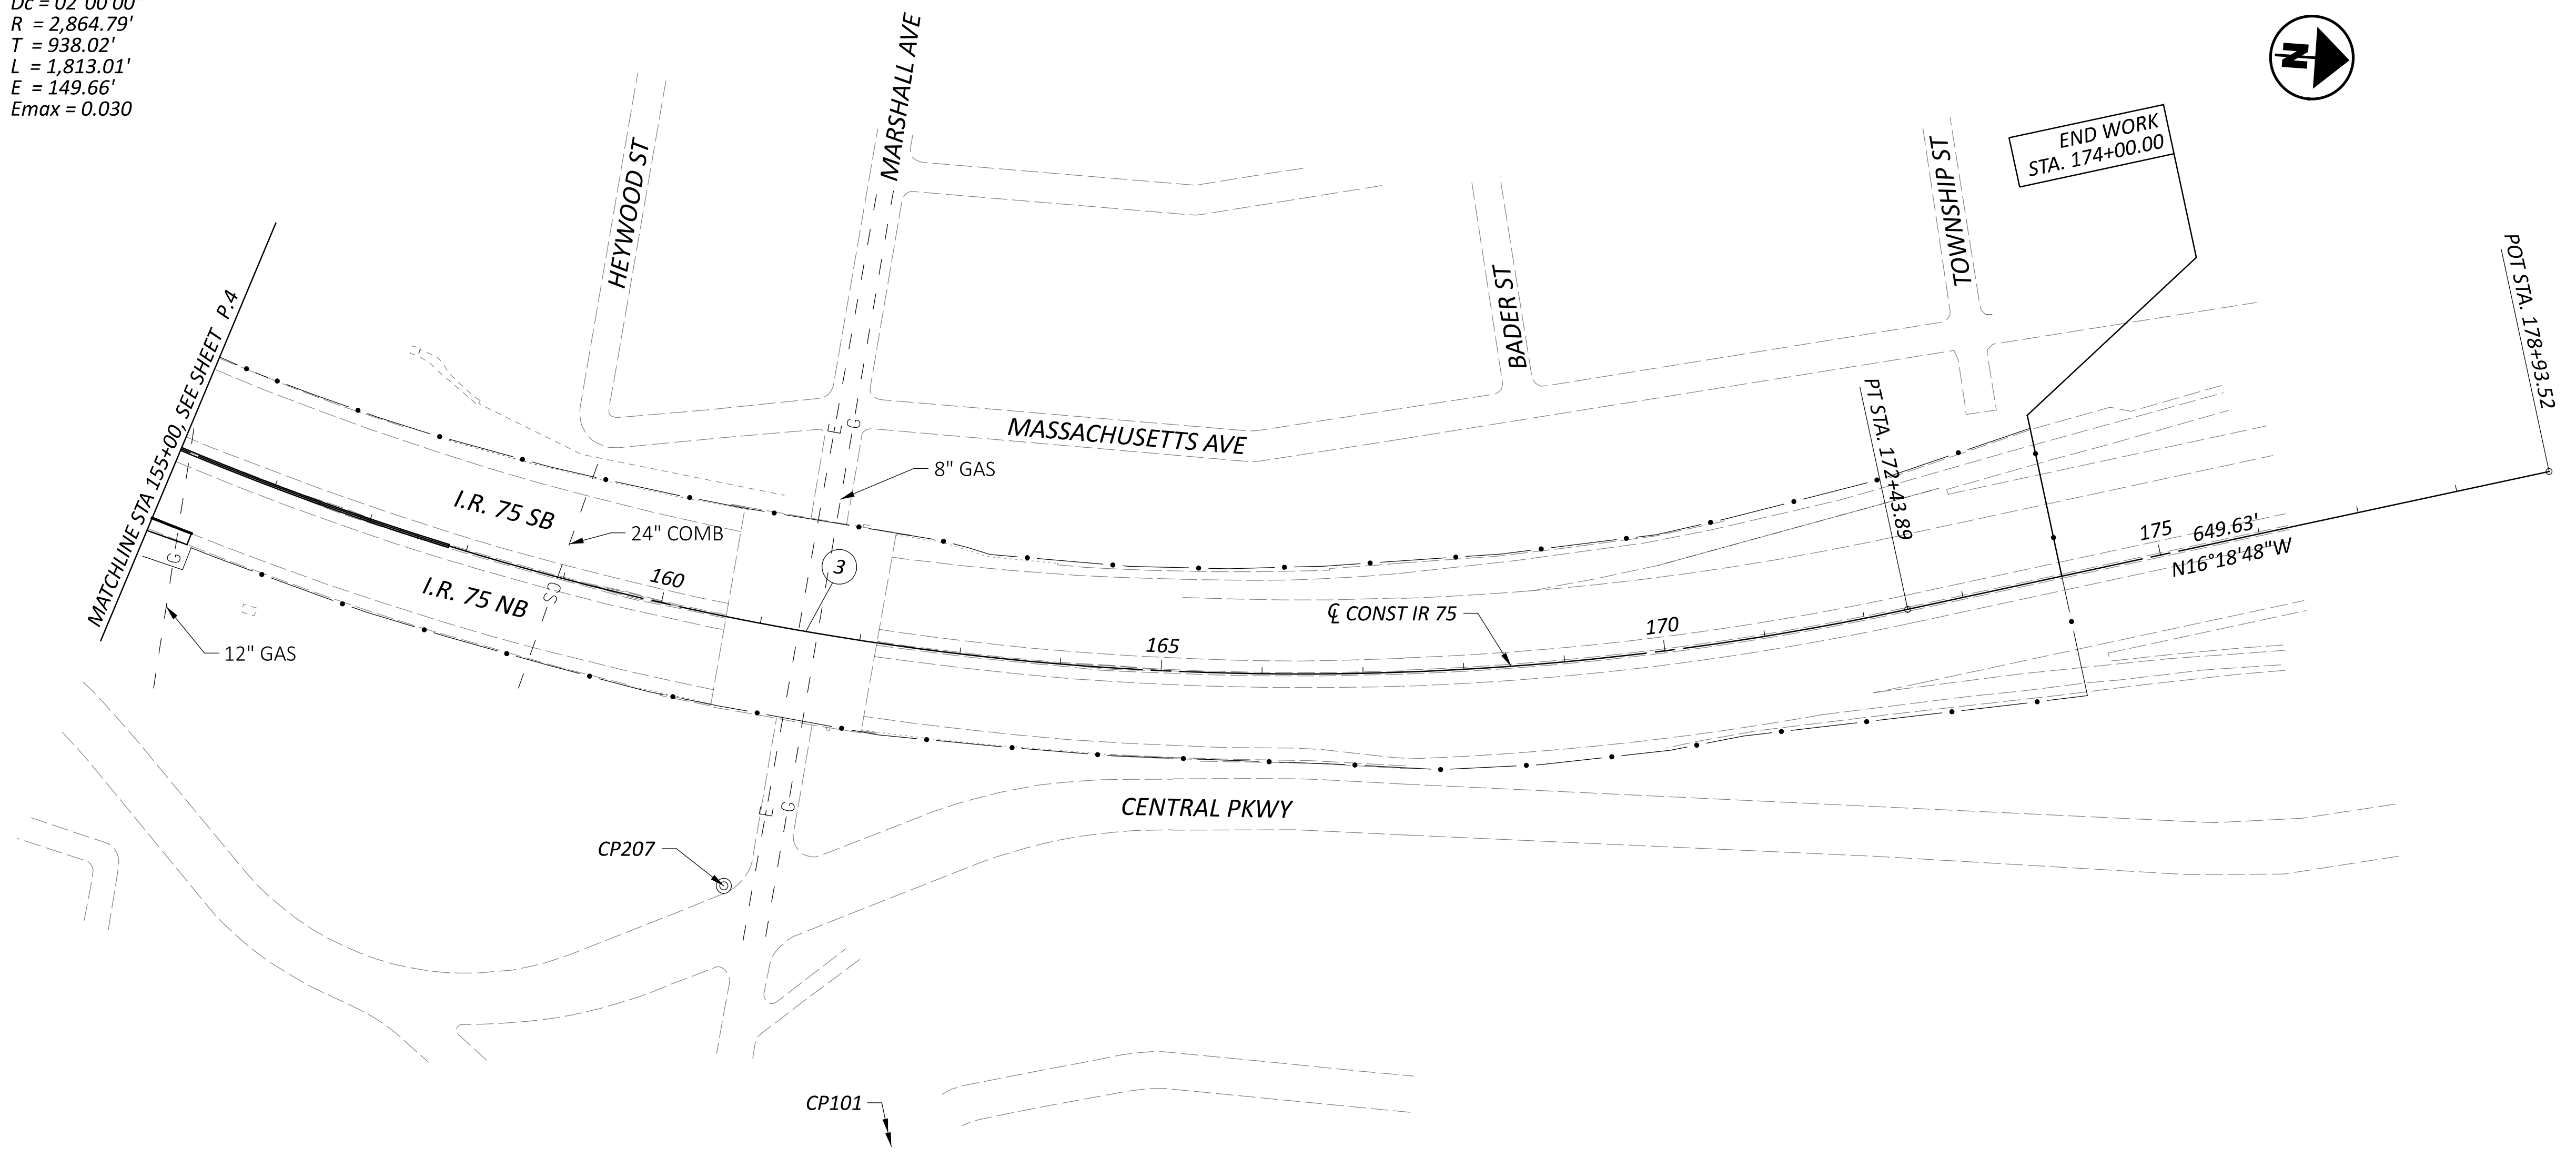 Dc = 02°00'00"
R = 2,864.79'
T = 938.02'
L = 1,813.01'
E = 149.66'
Emax = 0.030
N
MARSHALL AVE
HEYWOOD ST
END WORK
STA. 174+00.00
TOWNSHIP ST
POT STA. 178+93.52
BADER ST
MATCHLINE STA 155+00, SEE SHEET P.4
PT STA. 172+43.89
MASSACHUSETTS AVE
E
G
8" GAS
I.R. 75 SB
24" COMB
175
649.63'
N16°18'48"W
3
160
G
I.R. 75 NB
CS
℄ CONST IR 75
170
165
12" GAS
E
G
CENTRAL PKWY
CP207
CP101